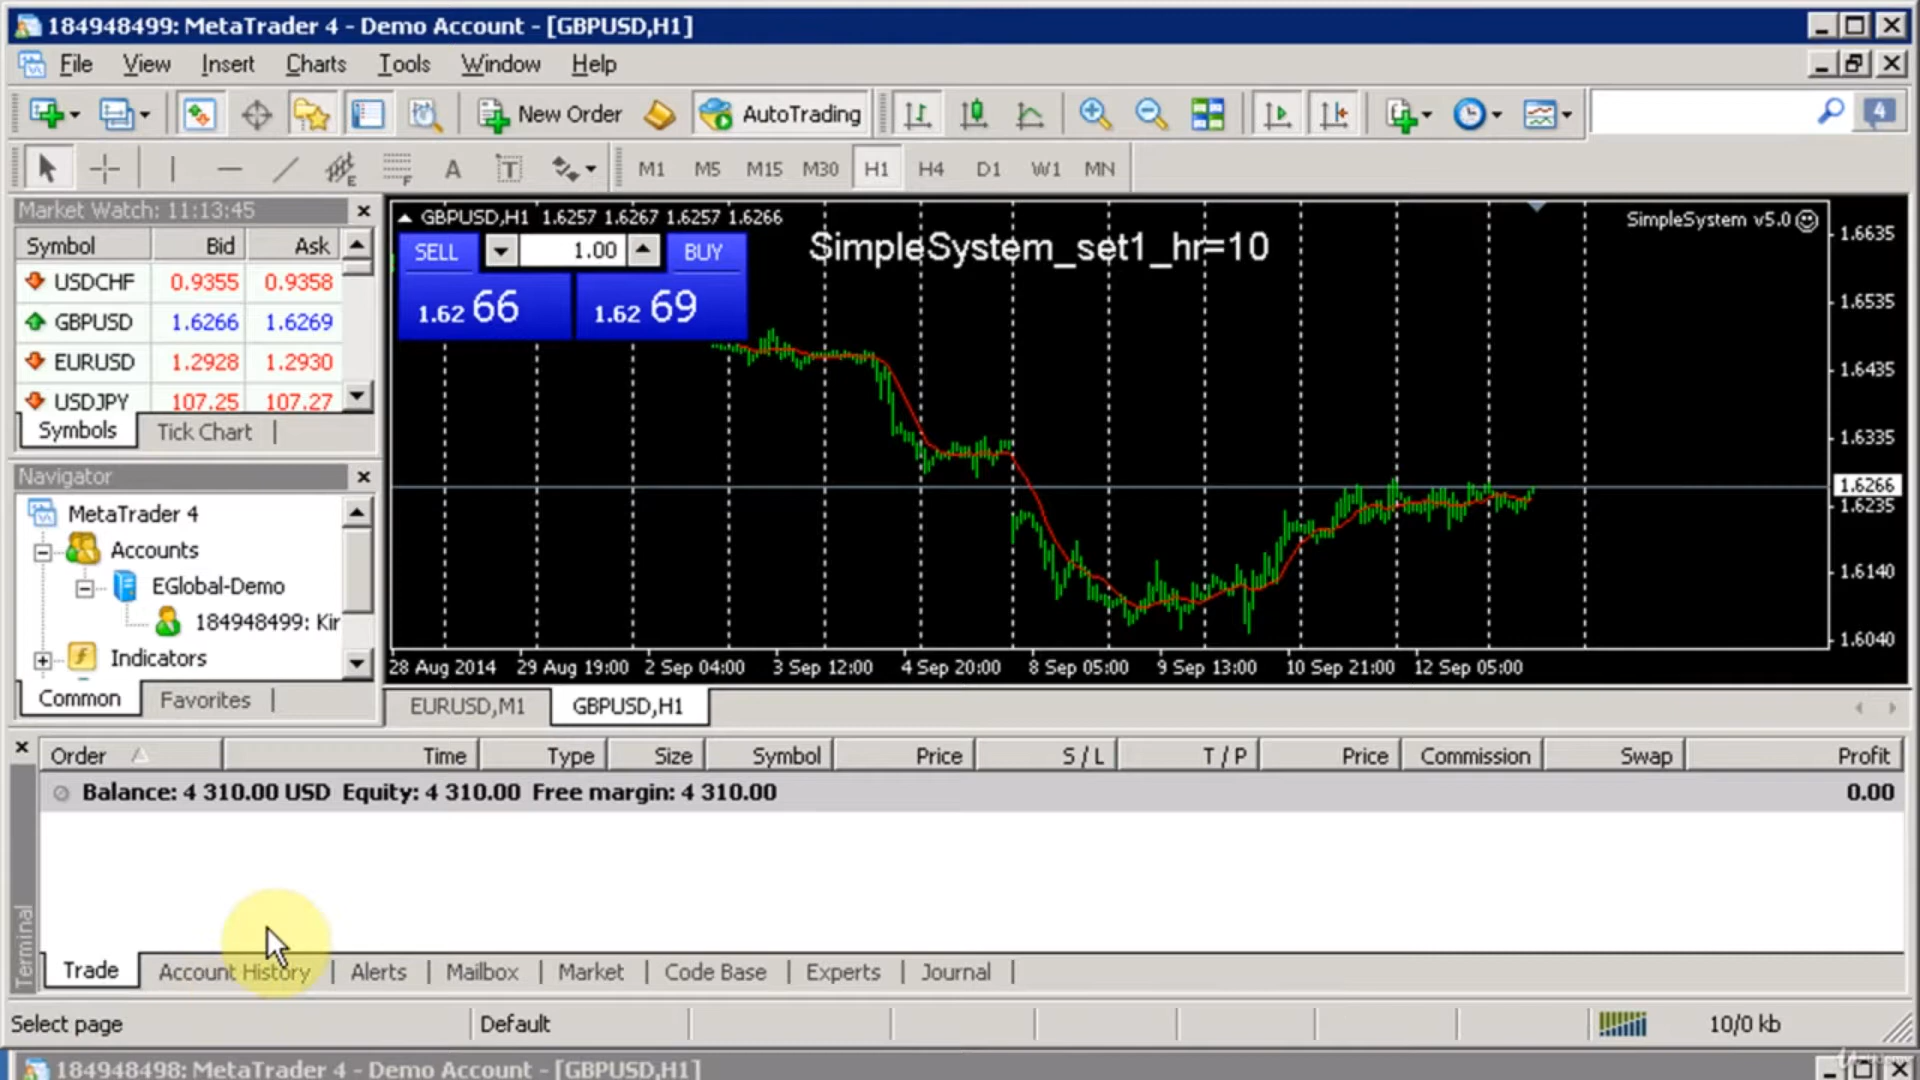 184948499: MetaTrader 4 - Demo Account - [GBPUSD,H1]
File View Insert Charts Tools Window Help
New Order AutoTrading 4
E F A T M1 M5 M15 M30 H1 H4 D1 W1 MN
Market Watch: 11:13:45
Symbol Bid Ask
USDCHF 0.9355 0.9358
GBPUSD 1.6266 1.6269
EURUSD 1.2928 1.2930
USDJPY 107.25 107.27
Symbols Tick Chart
Navigator
MetaTrader 4
Accounts
EGlobal-Demo
184948499: Kir
Indicators
Common Favorites
GBPUSD,H1 1.6257 1.6267 1.6257 1.6266
SELL 1.00 BUY
1.62 66 1.62 69
SimpleSystem_set1_hr=10
SimpleSystem v5.0
1.6635
1.6535
1.6435
1.6335
1.6266
1.6235
1.6140
1.6040
28 Aug 2014 29 Aug 19:00 2 Sep 04:00 3 Sep 12:00 4 Sep 20:00 8 Sep 05:00 9 Sep 13:00 10 Sep 21:00 12 Sep 05:00
EURUSD,M1 GBPUSD,H1
Order Time Type Size Symbol Price S / L T / P Price Commission Swap Profit
Balance: 4 310.00 USD Equity: 4 310.00 Free margin: 4 310.00 0.00
Terminal
Trade Account History Alerts Mailbox Market Code Base Experts Journal
Select page Default 10/0 kb
184948498: MetaTrader 4 - Demo Account - [GBPUSD,H1]